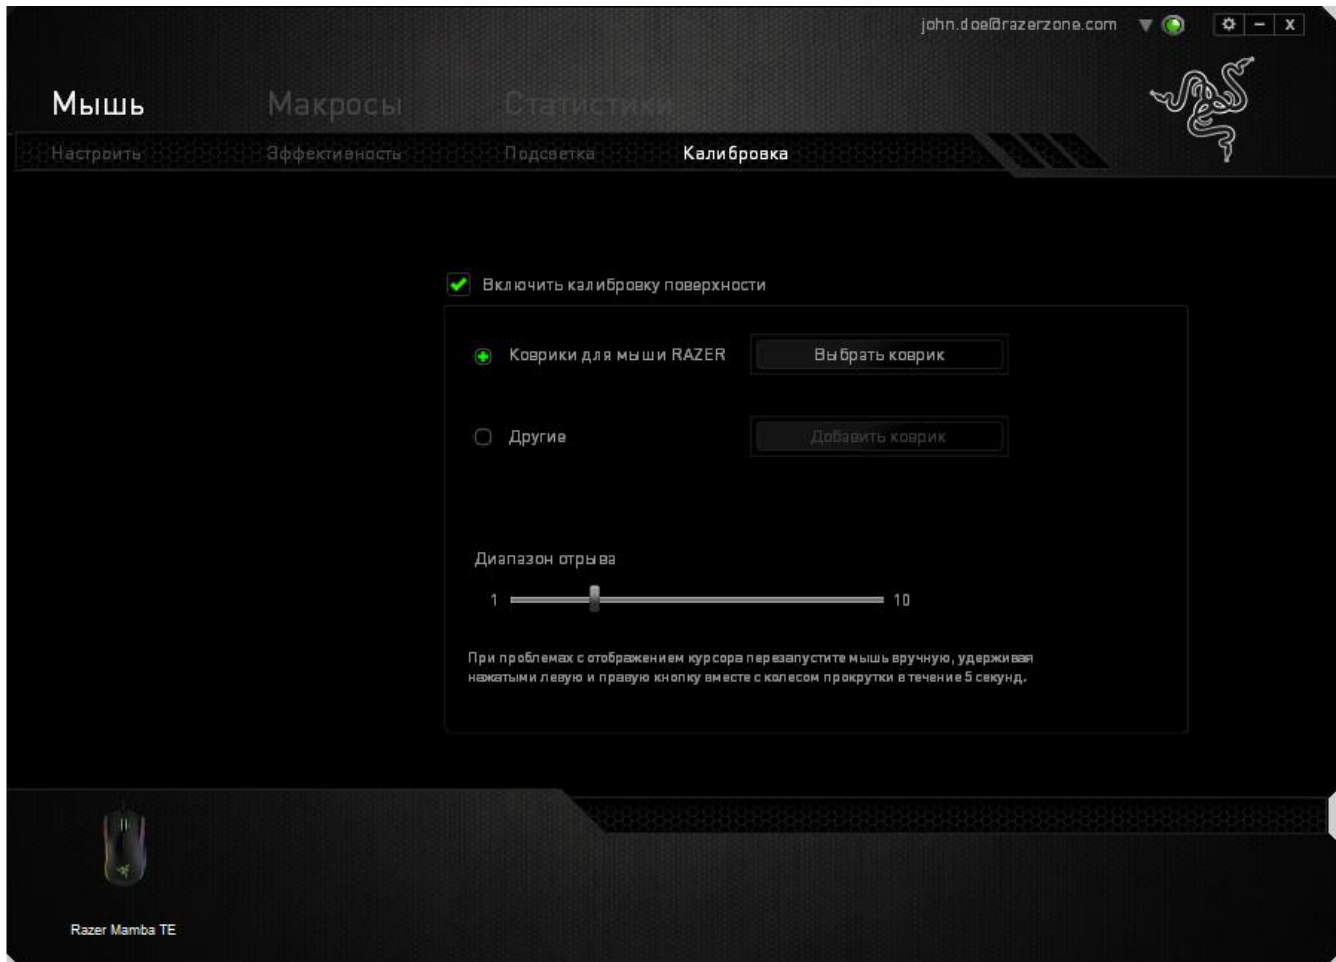 john.doe@razerzone.com
Мышь Макросы Статистики
Настроить Эффективность Подсветка Калибровка
Включить калибровку поверхности
Коврики для мыши RAZER Выбрать коврик
Другие Добавить коврик
Диапазон отрыва
1 10
При проблемах с отображением курсора перезапустите мышь вручную, удерживая
нажатыми левую и правую кнопку вместе с колесом прокрутки в течение 5 секунд.
Razer Mamba TE